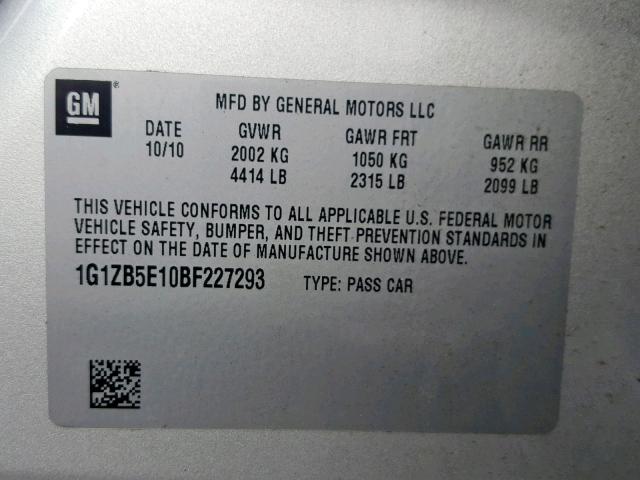 GM ®
MFD BY GENERAL MOTORS LLC
DATE GVWR GAWR FRT GAWR RR
10/10 2002 KG 1050 KG 952 KG
4414 LB 2315 LB 2099 LB
THIS VEHICLE CONFORMS TO ALL APPLICABLE U.S. FEDERAL MOTOR
VEHICLE SAFETY, BUMPER, AND THEFT PREVENTION STANDARDS IN
EFFECT ON THE DATE OF MANUFACTURE SHOWN ABOVE.
1G1ZB5E10BF227293 TYPE: PASS CAR